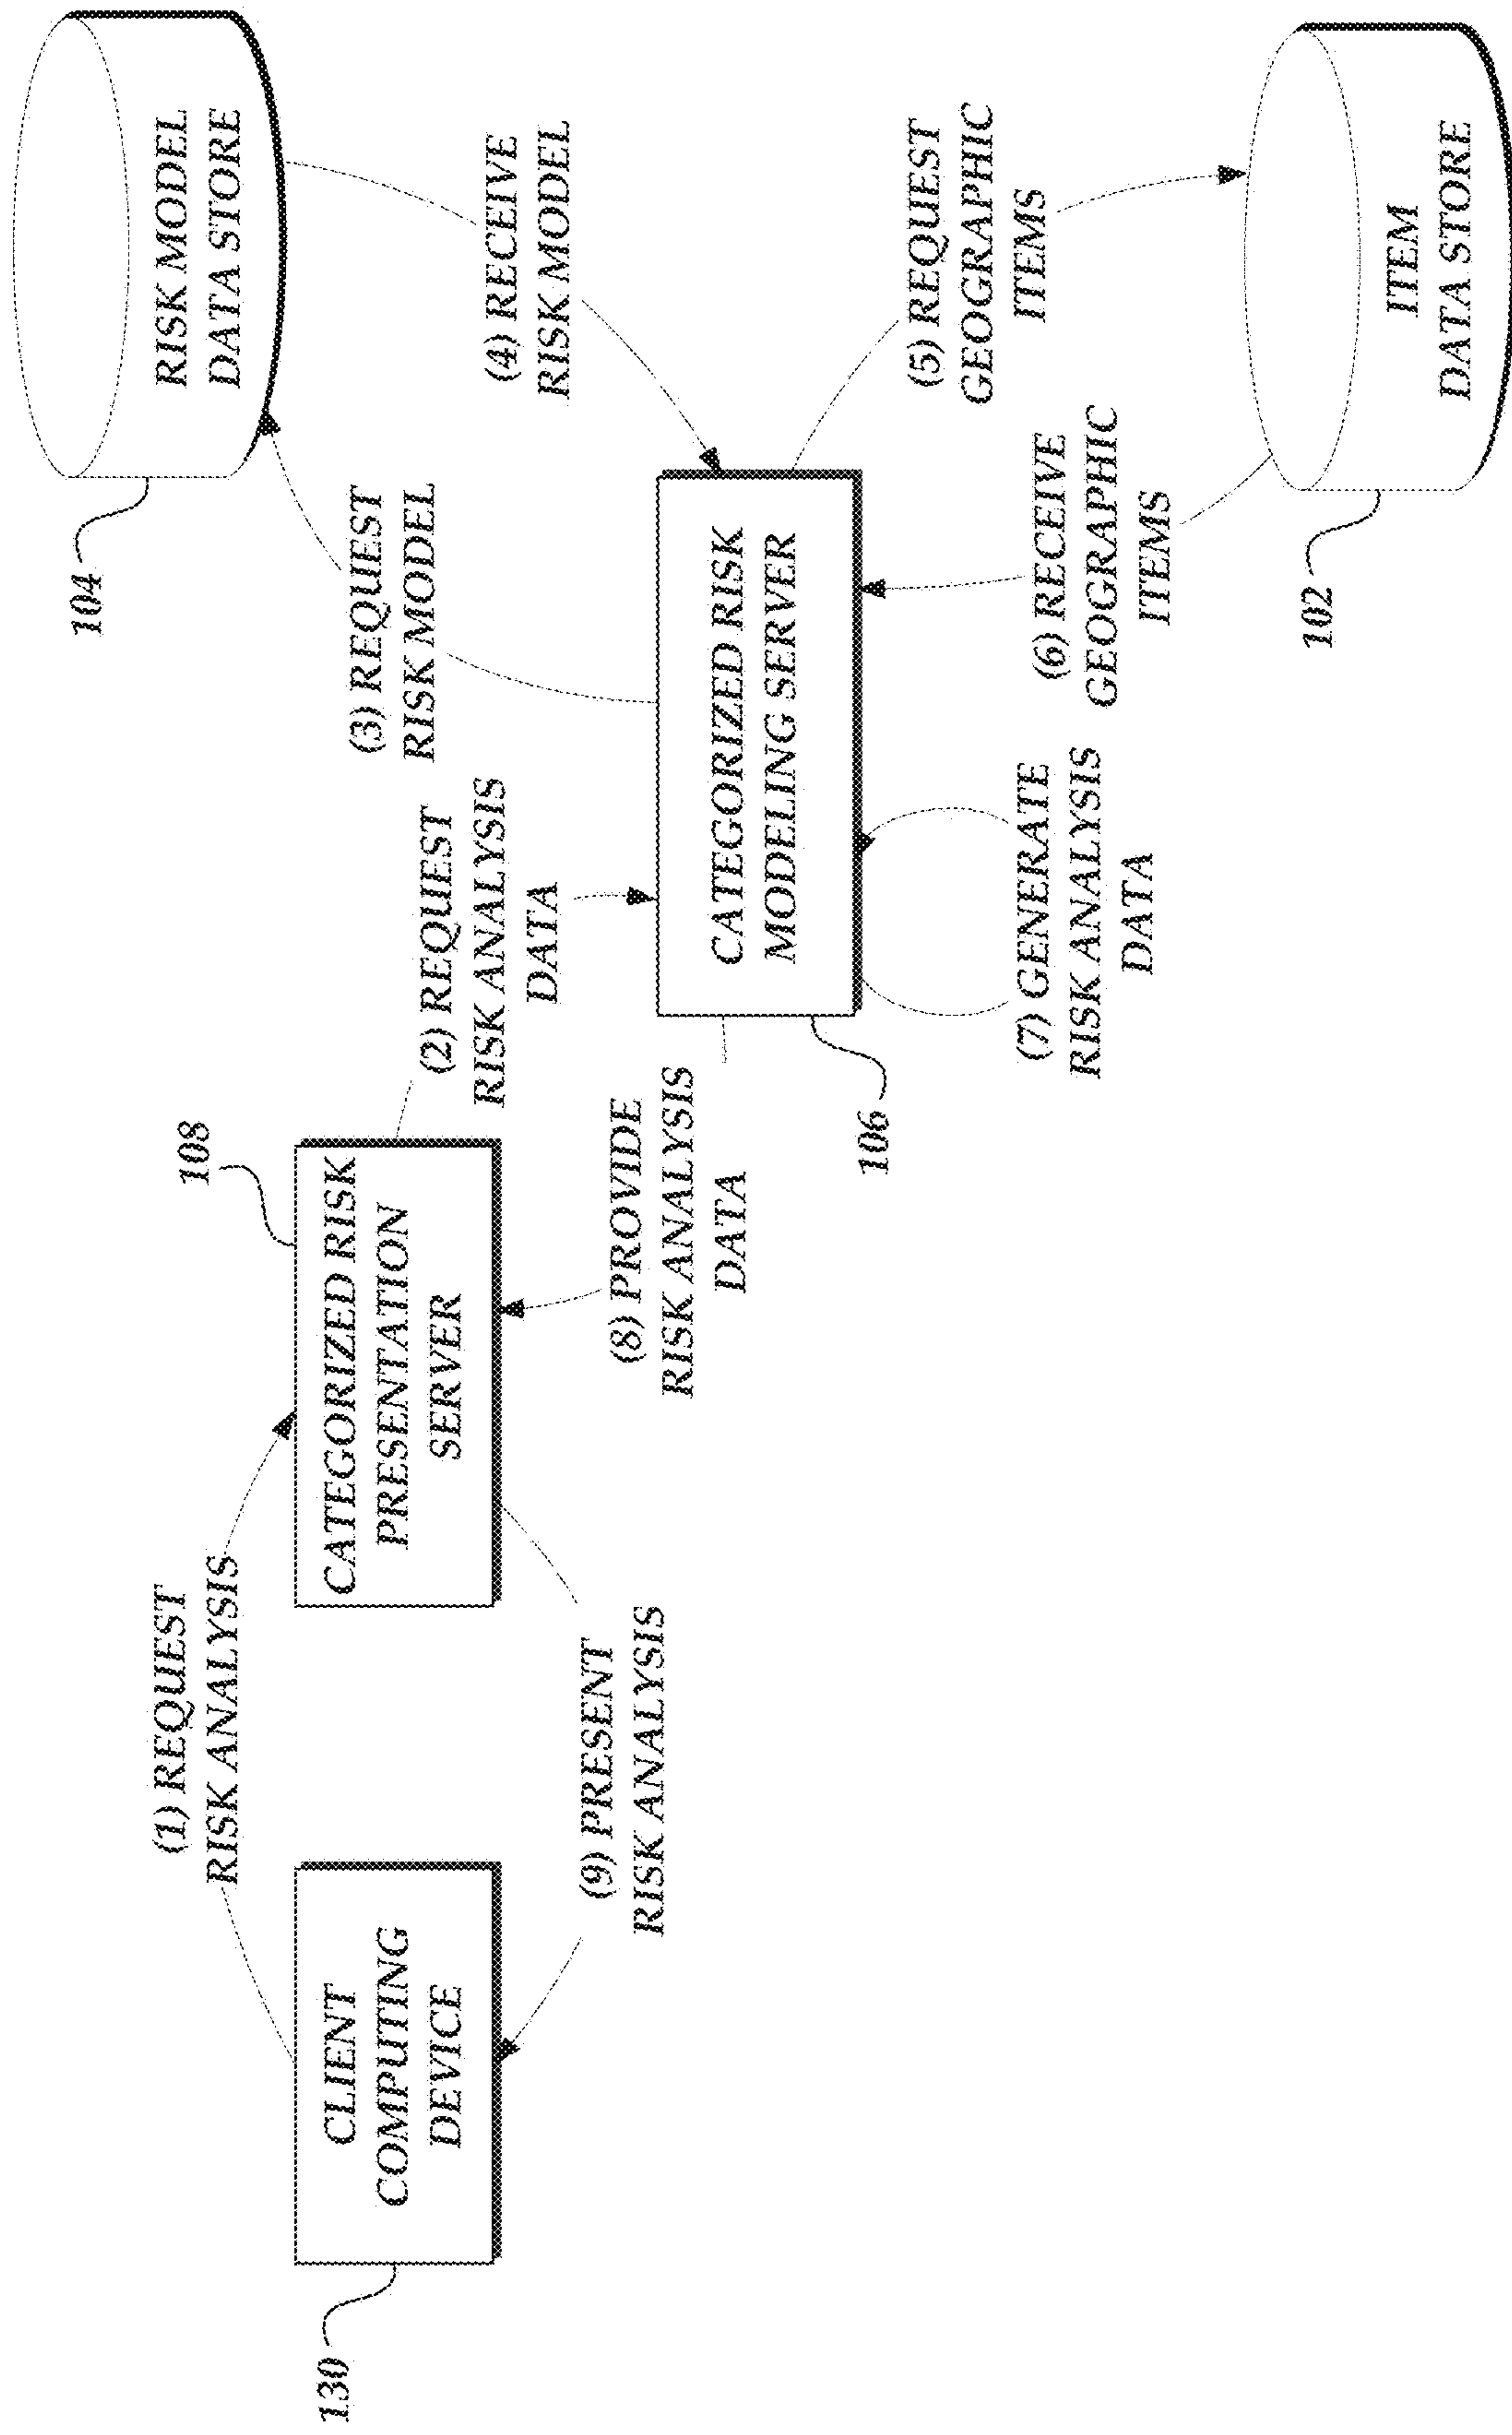 130
CLIENT
COMPUTING
DEVICE
(1) REQUEST
RISK ANALYSIS
(9) PRESENT
RISK ANALYSIS
108
CATEGORIZED RISK
PRESENTATION
SERVER
(2) REQUEST
RISK ANALYSIS
DATA
(8) PROVIDE
RISK ANALYSIS
DATA
106
CATEGORIZED RISK
MODELING SERVER
(3) REQUEST
RISK MODEL
(4) RECEIVE
RISK MODEL
104
RISK MODEL
DATA STORE
(5) REQUEST
GEOGRAPHIC
ITEMS
(6) RECEIVE
GEOGRAPHIC
ITEMS
(7) GENERATE
RISK ANALYSIS
DATA
102
ITEM
DATA STORE